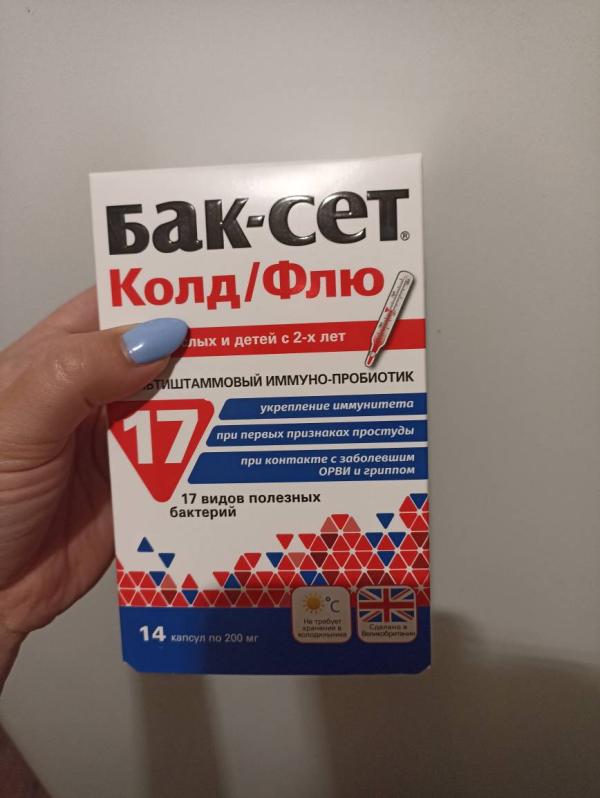 Бак-сет®
Колд/Флю
слых и детей с 2-х лет
ЛЬТИШТАММОВЫЙ ИММУНО-ПРОБИОТИК
17
укрепление иммунитета
при первых признаках простуды
при контакте с заболевшим
ОРВИ и гриппом
17 видов полезных
бактерий
14 капсул по 200 мг
°C
Не требует
хранения в
холодильнике
Сделано в
Великобритании